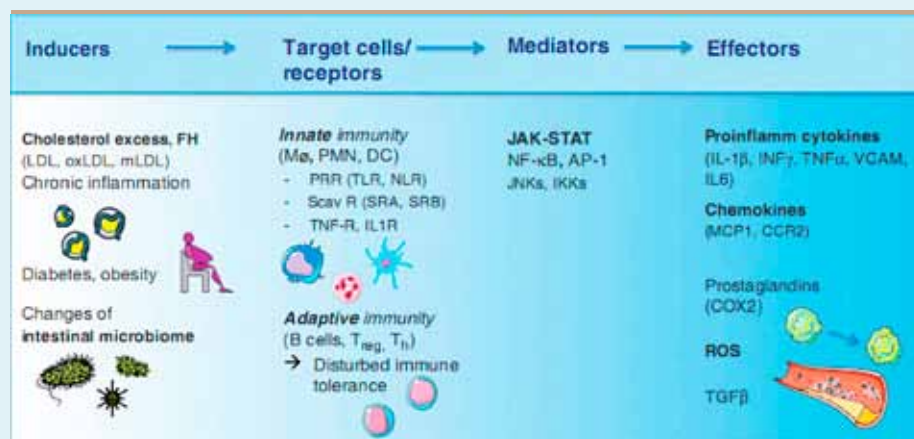 Inducers
Target cells/
receptors
Mediators
Effectors
Cholesterol excess, FH
(LDL, oxLDL, mLDL)
Chronic inflammation
Diabetes, obesity
Changes of
intestinal microbiome
Innate immunity
(Mø, PMN, DC)
- PRR (TLR, NLR)
- Scav R (SRA, SRB)
- TNF-R, IL1R
Adaptive immunity
(B cells, Treg, Th)
→ Disturbed immune
tolerance
JAK-STAT
NF-κB, AP-1
JNKs, IKKs
Proinflamm cytokines
(IL-1β, INFγ, TNFα, VCAM,
IL6)
Chemokines
(MCP1, CCR2)
Prostaglandins
(COX2)
ROS
TGFβ